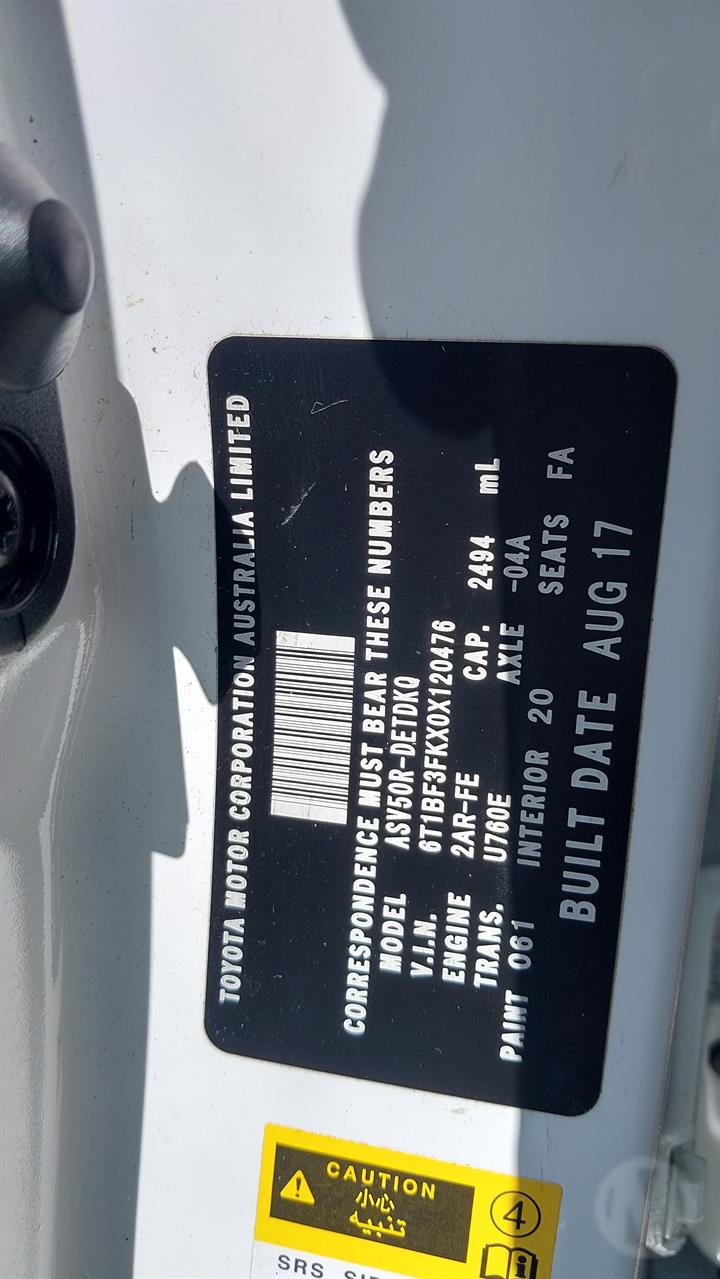 TOYOTA MOTOR CORPORATION AUSTRALIA LIMITED
CORRESPONDENCE MUST BEAR THESE NUMBERS
MODEL ASV50R-DETDKQ
V.I.N. 6T1BF3FKX0X120476
ENGINE 2AR-FE CAP. 2494 mL
TRANS. U760E AXLE -04A
PAINT 061 INTERIOR 20 SEATS FA
BUILT DATE AUG 17
CAUTION
小心
تنبيه
4
SRS
M